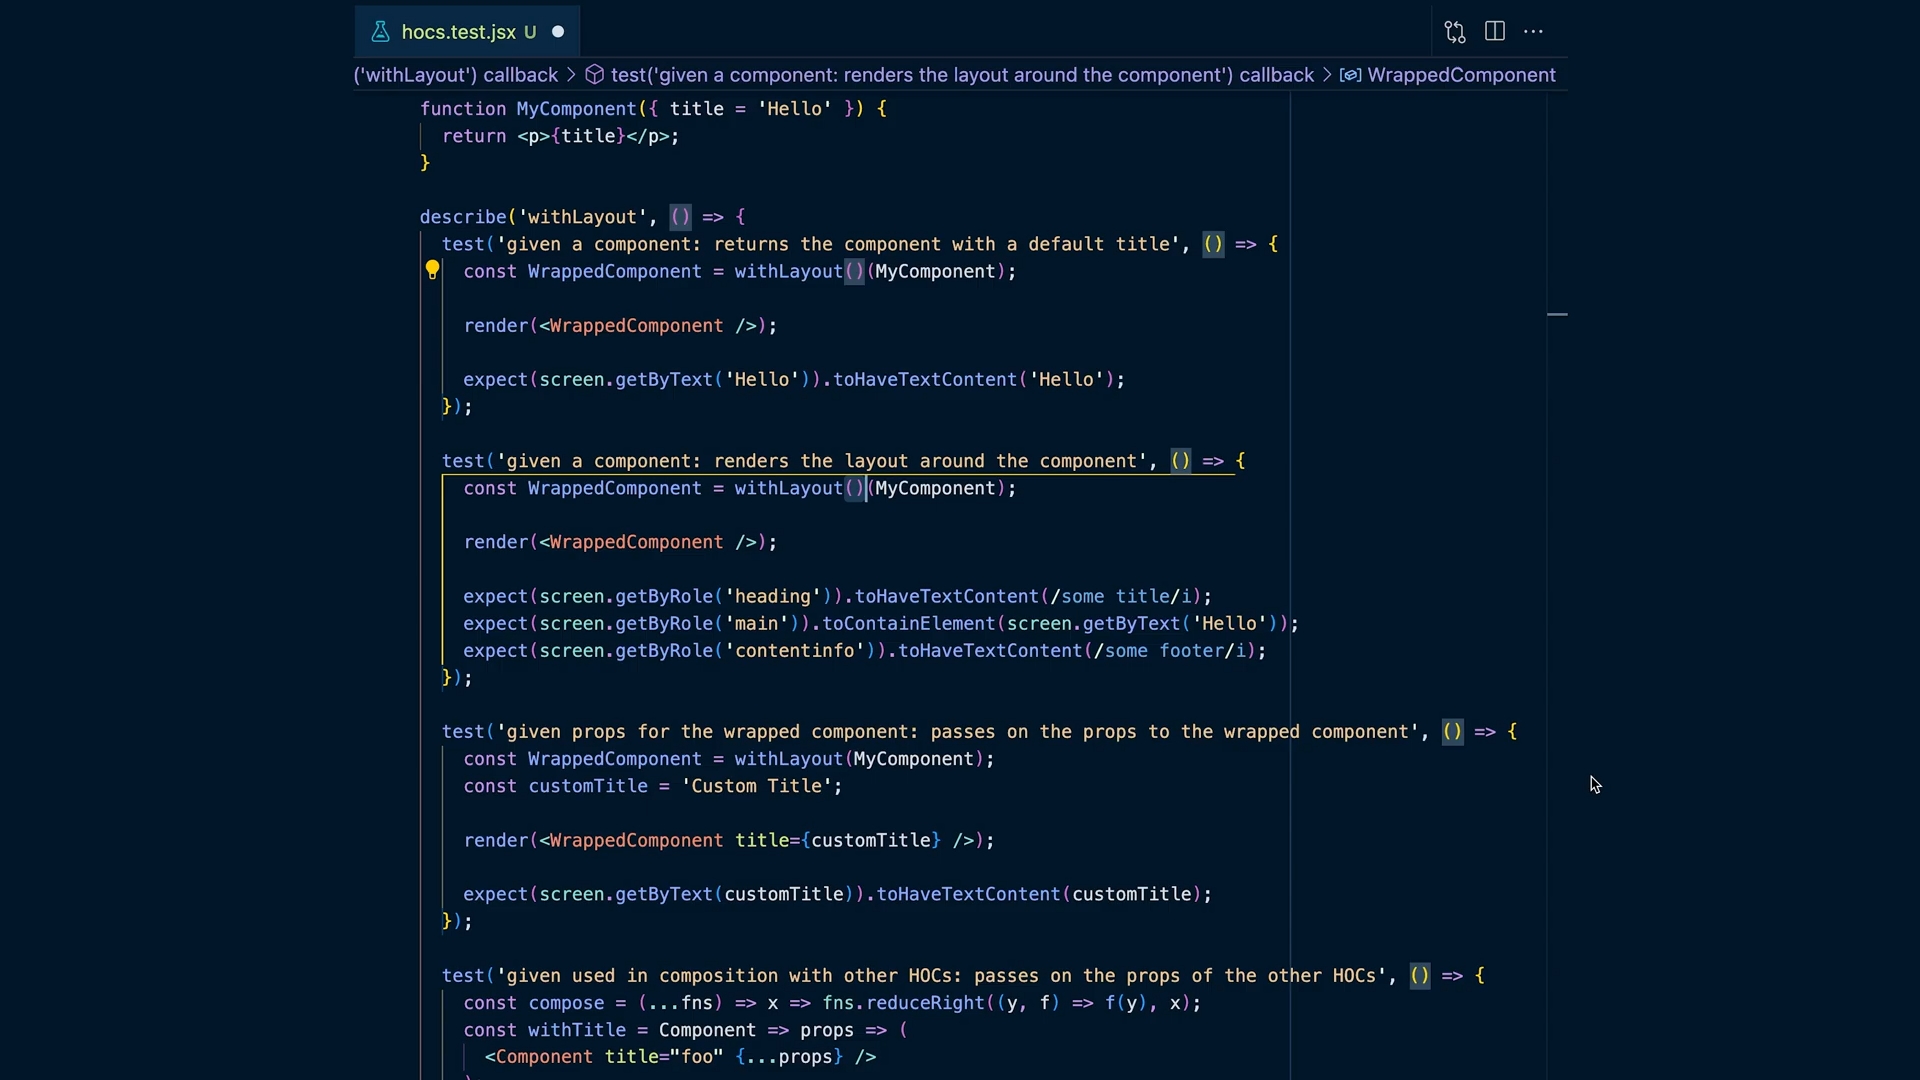 hocs.test.jsx U
('withLayout') callback > test('given a component: renders the layout around the component') callback > WrappedComponent
function MyComponent({ title = 'Hello' }) {
return <p>{title}</p>;
}
describe('withLayout', () => {
test('given a component: returns the component with a default title', () => {
const WrappedComponent = withLayout()(MyComponent);
render(<WrappedComponent />);
expect(screen.getByText('Hello')).toHaveTextContent('Hello');
});
test('given a component: renders the layout around the component', () => {
const WrappedComponent = withLayout()(MyComponent);
render(<WrappedComponent />);
expect(screen.getByRole('heading')).toHaveTextContent(/some title/i);
expect(screen.getByRole('main')).toContainElement(screen.getByText('Hello'));
expect(screen.getByRole('contentinfo')).toHaveTextContent(/some footer/i);
});
test('given props for the wrapped component: passes on the props to the wrapped component', () => {
const WrappedComponent = withLayout(MyComponent);
const customTitle = 'Custom Title';
render(<WrappedComponent title={customTitle} />);
expect(screen.getByText(customTitle)).toHaveTextContent(customTitle);
});
test('given used in composition with other HOCs: passes on the props of the other HOCs', () => {
const compose = (...fns) => x => fns.reduceRight((y, f) => f(y), x);
const withTitle = Component => props => (
<Component title="foo" {...props} />